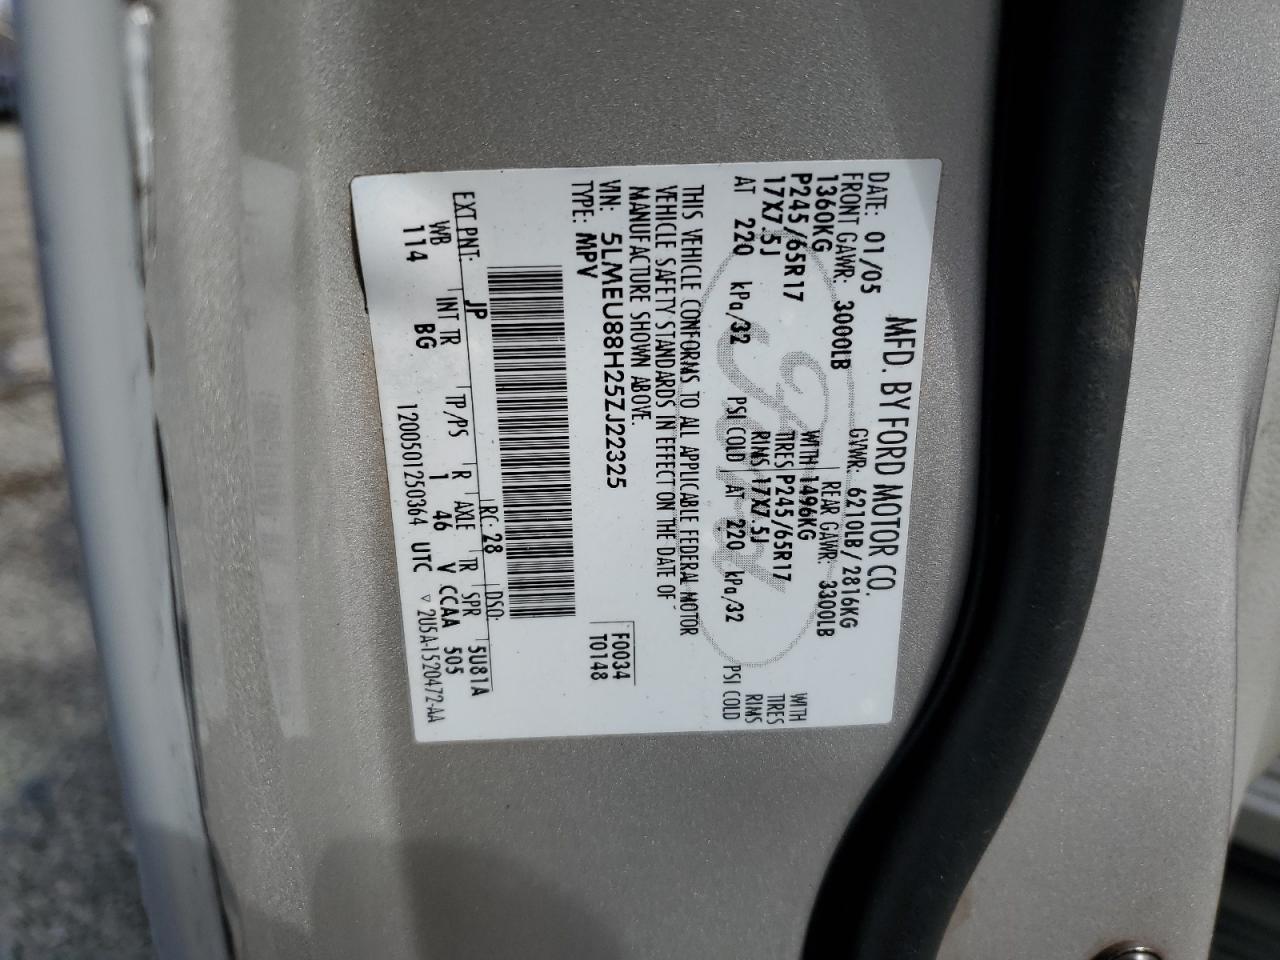 MFD. BY FORD MOTOR CO.
DATE: 01/05 GVWR: 6210LB/ 2816KG
FRONT GAWR: 3000LB REAR GAWR: 3300LB
1360KG WITH 1496KG WITH
P245/65R17 TIRES P245/65R17 TIRES
17X7.5J RIMS 17X7.5J RIMS
AT 220 kPa/32 PSI COLD AT 220 kPa/32 PSI COLD
THIS VEHICLE CONFORMS TO ALL APPLICABLE FEDERAL MOTOR
VEHICLE SAFETY STANDARDS IN EFFECT ON THE DATE OF
MANUFACTURE SHOWN ABOVE.
VIN: 5LMEU88H25ZJ22325 F0034
TYPE: MPV T0148
EXT PNT: JP RC: 28 DSO:
WB INT TR TP/PS R AXLE TR SPR 5U81A
114 BG 1 46 V CCAA 505
1200501250364 UTC ▽ 2U5A-1520472-AA